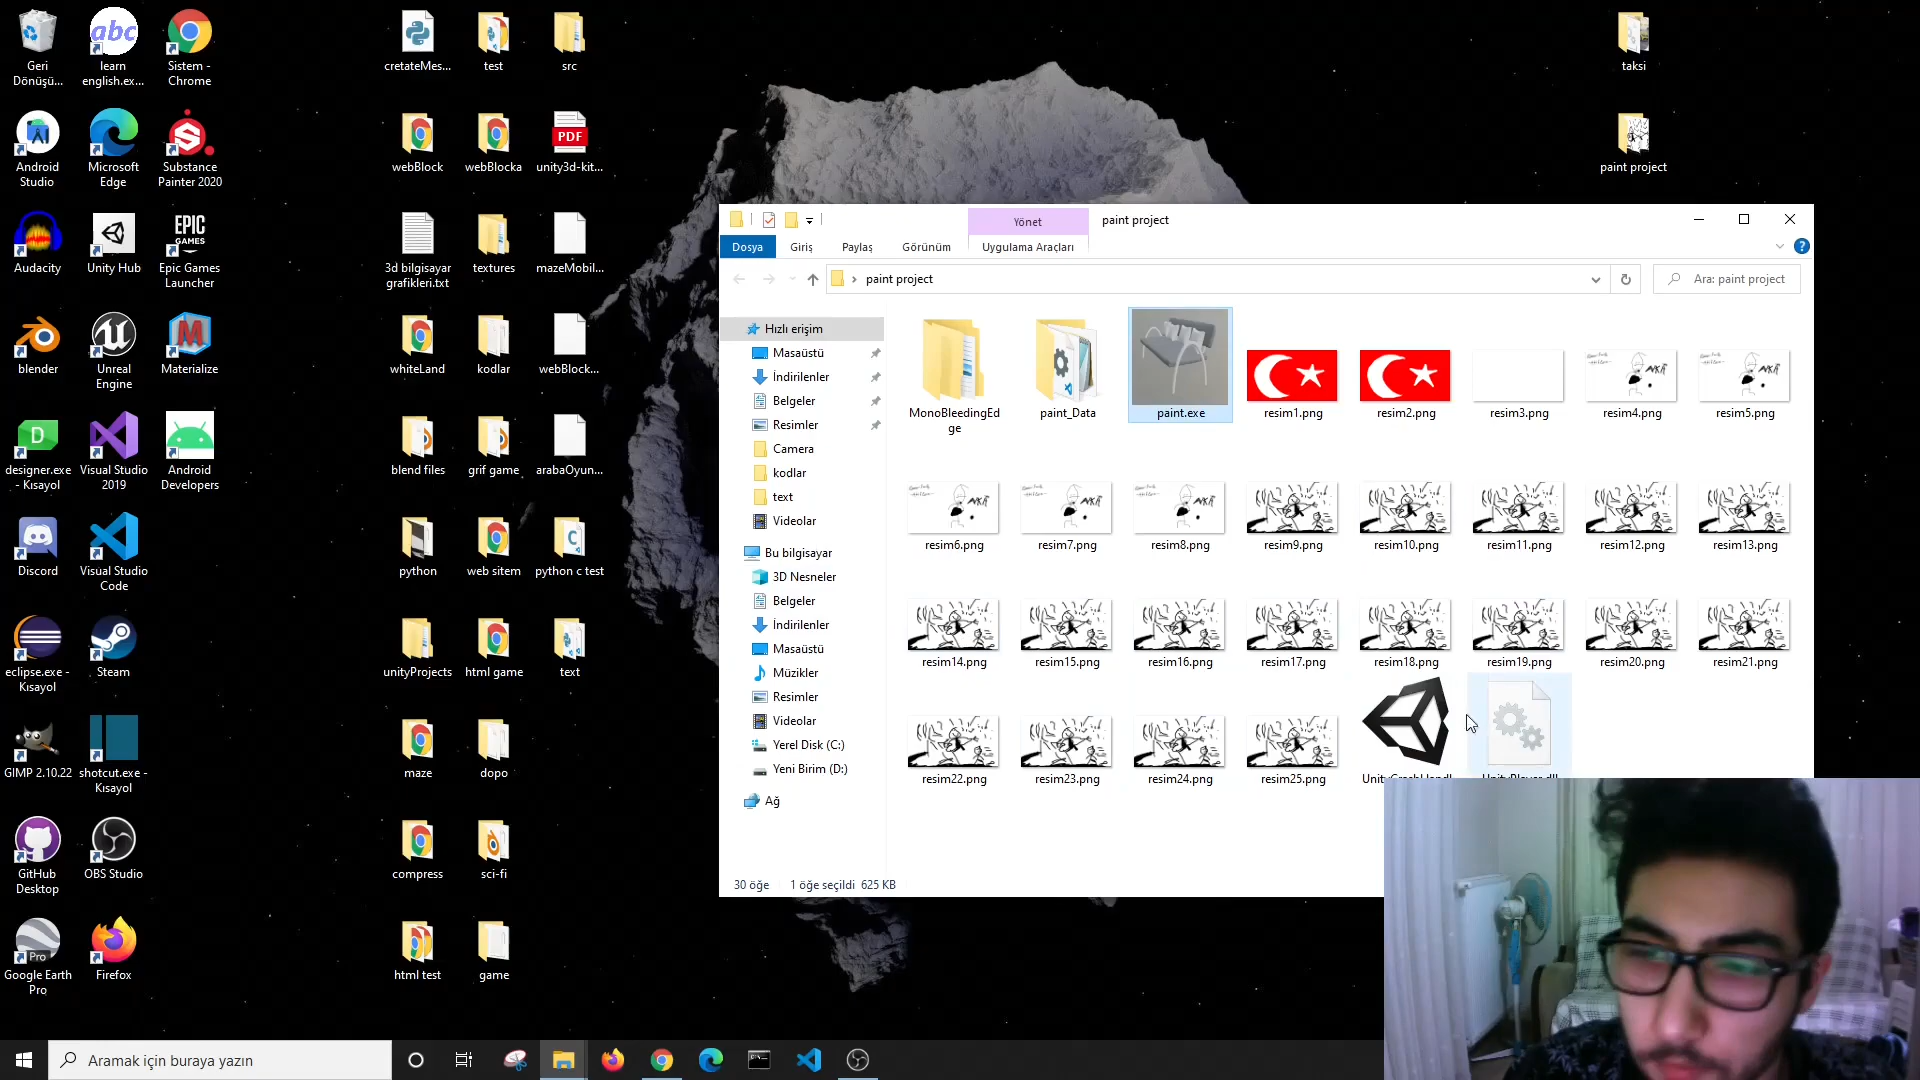 Geri
Dönüşü...
abc
learn
english.ex...
Sistem -
Chrome
cretateMes...
test
src
taksi
Android
Studio
Microsoft
Edge
Substance
Painter 2020
webBlock
webBlocka
PDF
unity3d-kit...
paint project
Audacity
Unity Hub
EPIC
GAMES
Epic Games
Launcher
3d bilgisayar
grafikleri.txt
textures
mazeMobil...
blender
Unreal
Engine
Materialize
whiteLand
kodlar
webBlock...
designer.exe
- Kısayol
Visual Studio
2019
Android
Developers
blend files
grif game
arabaOyun...
Discord
Visual Studio
Code
python
web sitem
python c test
eclipse.exe -
Kısayol
Steam
unityProjects
html game
text
GIMP 2.10.22
shotcut.exe -
Kısayol
maze
dopo
GitHub
Desktop
OBS Studio
compress
sci-fi
Pro
Google Earth
Pro
Firefox
html test
game
Yönet
paint project
Dosya
Giriş
Paylaş
Görünüm
Uygulama Araçları
paint project
Ara: paint project
Hızlı erişim
Masaüstü
İndirilenler
Belgeler
Resimler
Camera
kodlar
text
Videolar
Bu bilgisayar
3D Nesneler
Belgeler
İndirilenler
Masaüstü
Müzikler
Resimler
Videolar
Yerel Disk (C:)
Yeni Birim (D:)
Ağ
MonoBleedingEd
ge
paint_Data
paint.exe
resim1.png
resim2.png
resim3.png
resim4.png
resim5.png
resim6.png
resim7.png
resim8.png
resim9.png
resim10.png
resim11.png
resim12.png
resim13.png
resim14.png
resim15.png
resim16.png
resim17.png
resim18.png
resim19.png
resim20.png
resim21.png
resim22.png
resim23.png
resim24.png
resim25.png
30 öğe
1 öğe seçildi 625 KB
Aramak için buraya yazın